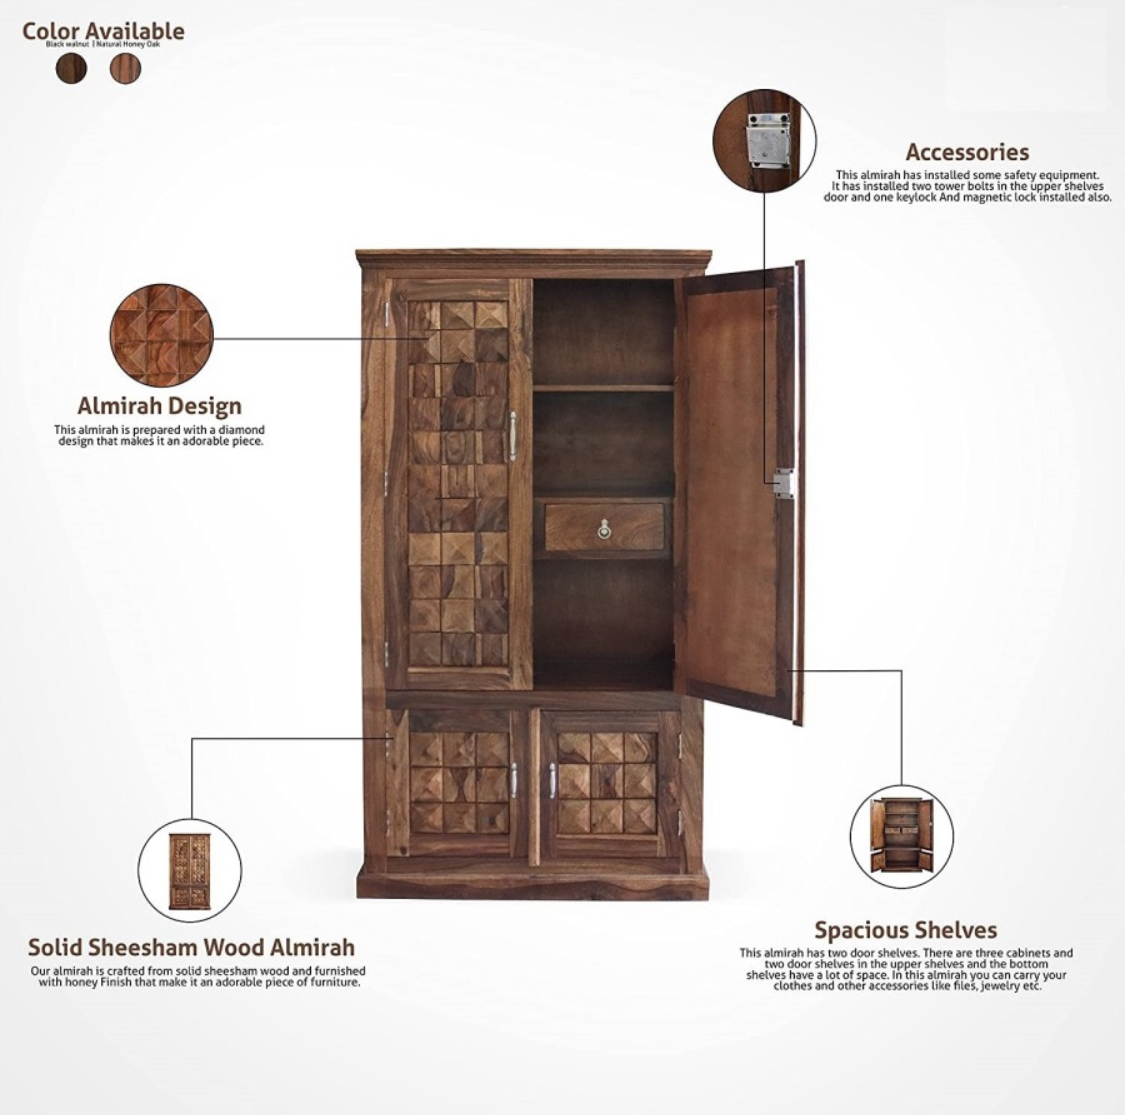 Color Available
Black walnut | Natural Honey Oak
Accessories
This almirah has installed some safety equipment.
It has installed two tower bolts in the upper shelves
door and one keylock And magnetic lock installed also.
Almirah Design
This almirah is prepared with a diamond
design that makes it an adorable piece.
Solid Sheesham Wood Almirah
Our almirah is crafted from solid sheesham wood and furnished
with honey Finish that make it an adorable piece of furniture.
Spacious Shelves
This almirah has two door shelves. There are three cabinets and
two door shelves in the upper shelves and the bottom
shelves have a lot of space. In this almirah you can carry your
clothes and other accessories like files, jewelry etc.